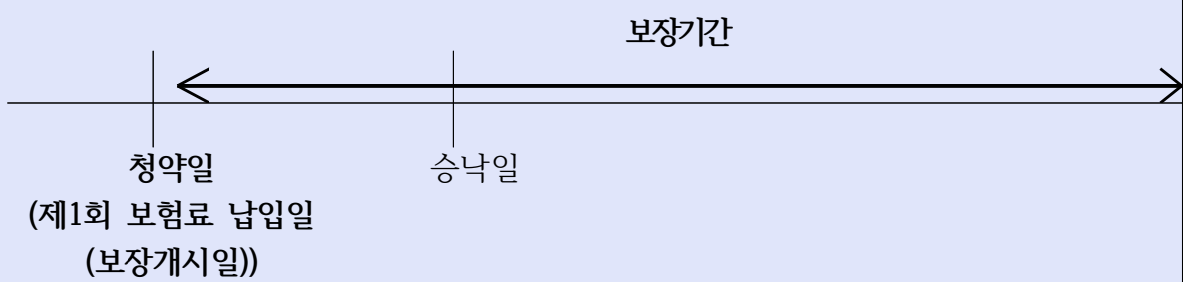 보장기간
청약일
승낙일
(제1회 보험료 납입일
(보장개시일))